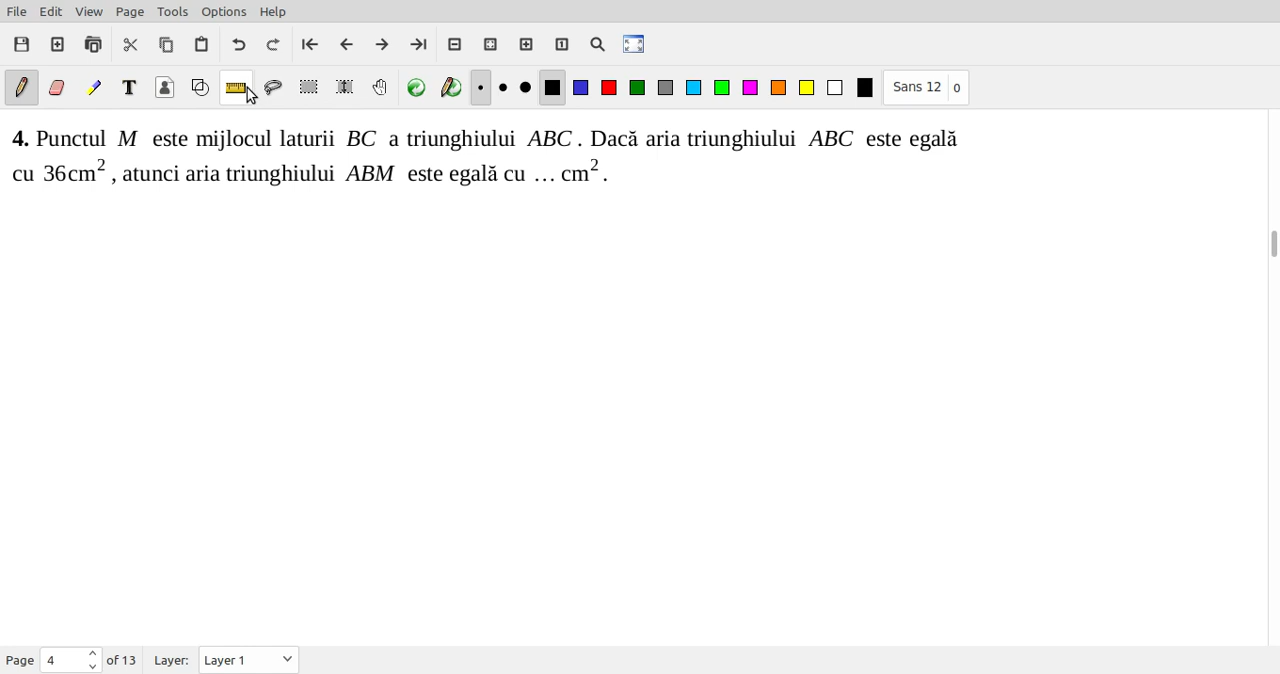 File Edit View Page Tools Options Help
T Sans 12 0
4. Punctul M este mijlocul laturii BC a triunghiului ABC. Dacă aria triunghiului ABC este egală
cu 36cm², atunci aria triunghiului ABM este egală cu … cm².
Page 4 of 13 Layer: Layer 1